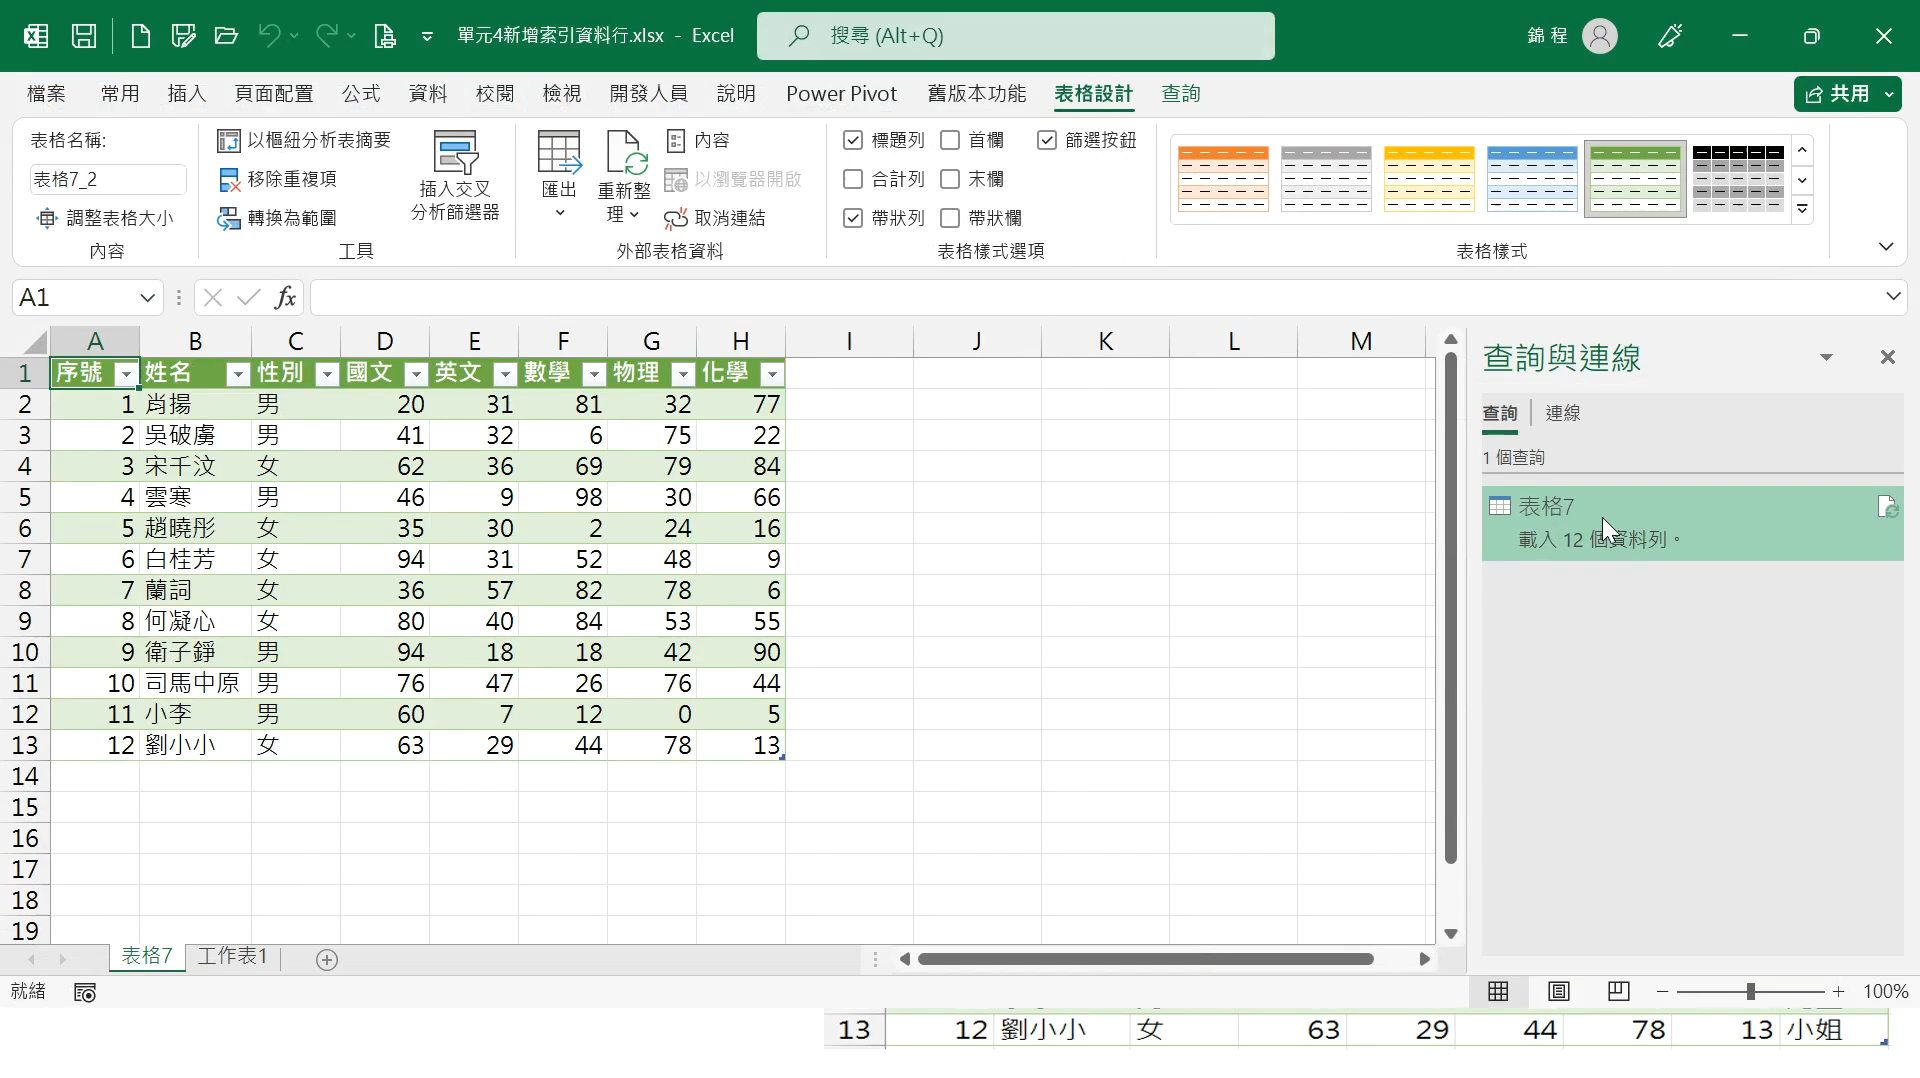 單元4新增索引資料行.xlsx - Excel
搜尋 (Alt+Q)
錦 程
檔案 常用 插入 頁面配置 公式 資料 校閱 檢視 開發人員 說明 Power Pivot 舊版本功能 表格設計 查詢
共用
表格名稱:
表格7_2
調整表格大小
內容
以樞紐分析表摘要
移除重複項
轉換為範圍
插入交叉
分析篩選器
工具
匯出
重新整
理
內容
以瀏覽器開啟
取消連結
外部表格資料
標題列 首欄 篩選按鈕
合計列 末欄
帶狀列 帶狀欄
表格樣式選項
表格樣式
A1
fx
A B C D E F G H I J K L M
1 序號 姓名 性別 國文 英文 數學 物理 化學
2 1 肖揚 男 20 31 81 32 77
3 2 吳破虜 男 41 32 6 75 22
4 3 宋千汶 女 62 36 69 79 84
5 4 雲寒 男 46 9 98 30 66
6 5 趙曉彤 女 35 30 2 24 16
7 6 白桂芳 女 94 31 52 48 9
8 7 蘭詞 女 36 57 82 78 6
9 8 何凝心 女 80 40 84 53 55
10 9 衛子錚 男 94 18 18 42 90
11 10 司馬中原 男 76 47 26 76 44
12 11 小李 男 60 7 12 0 5
13 12 劉小小 女 63 29 44 78 13
14
15
16
17
18
19
查詢與連線
查詢 連線
1 個查詢
表格7
載入 12 個資料列。
表格7 工作表1
就緒
100%
13 12 劉小小 女 63 29 44 78 13 小姐